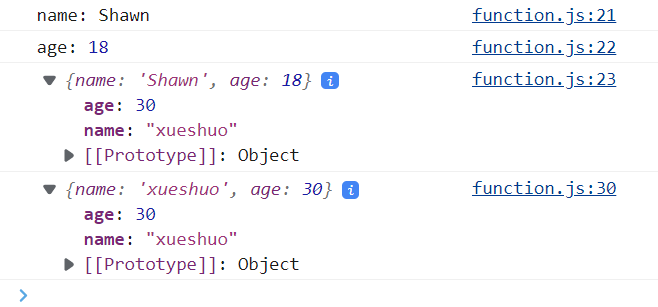 name: Shawn function.js:21
age: 18 function.js:22
▼ {name: 'Shawn', age: 18} i function.js:23
age: 30
name: "xueshuo"
▶ [[Prototype]]: Object
▼ {name: 'xueshuo', age: 30} i function.js:30
age: 30
name: "xueshuo"
▶ [[Prototype]]: Object
>